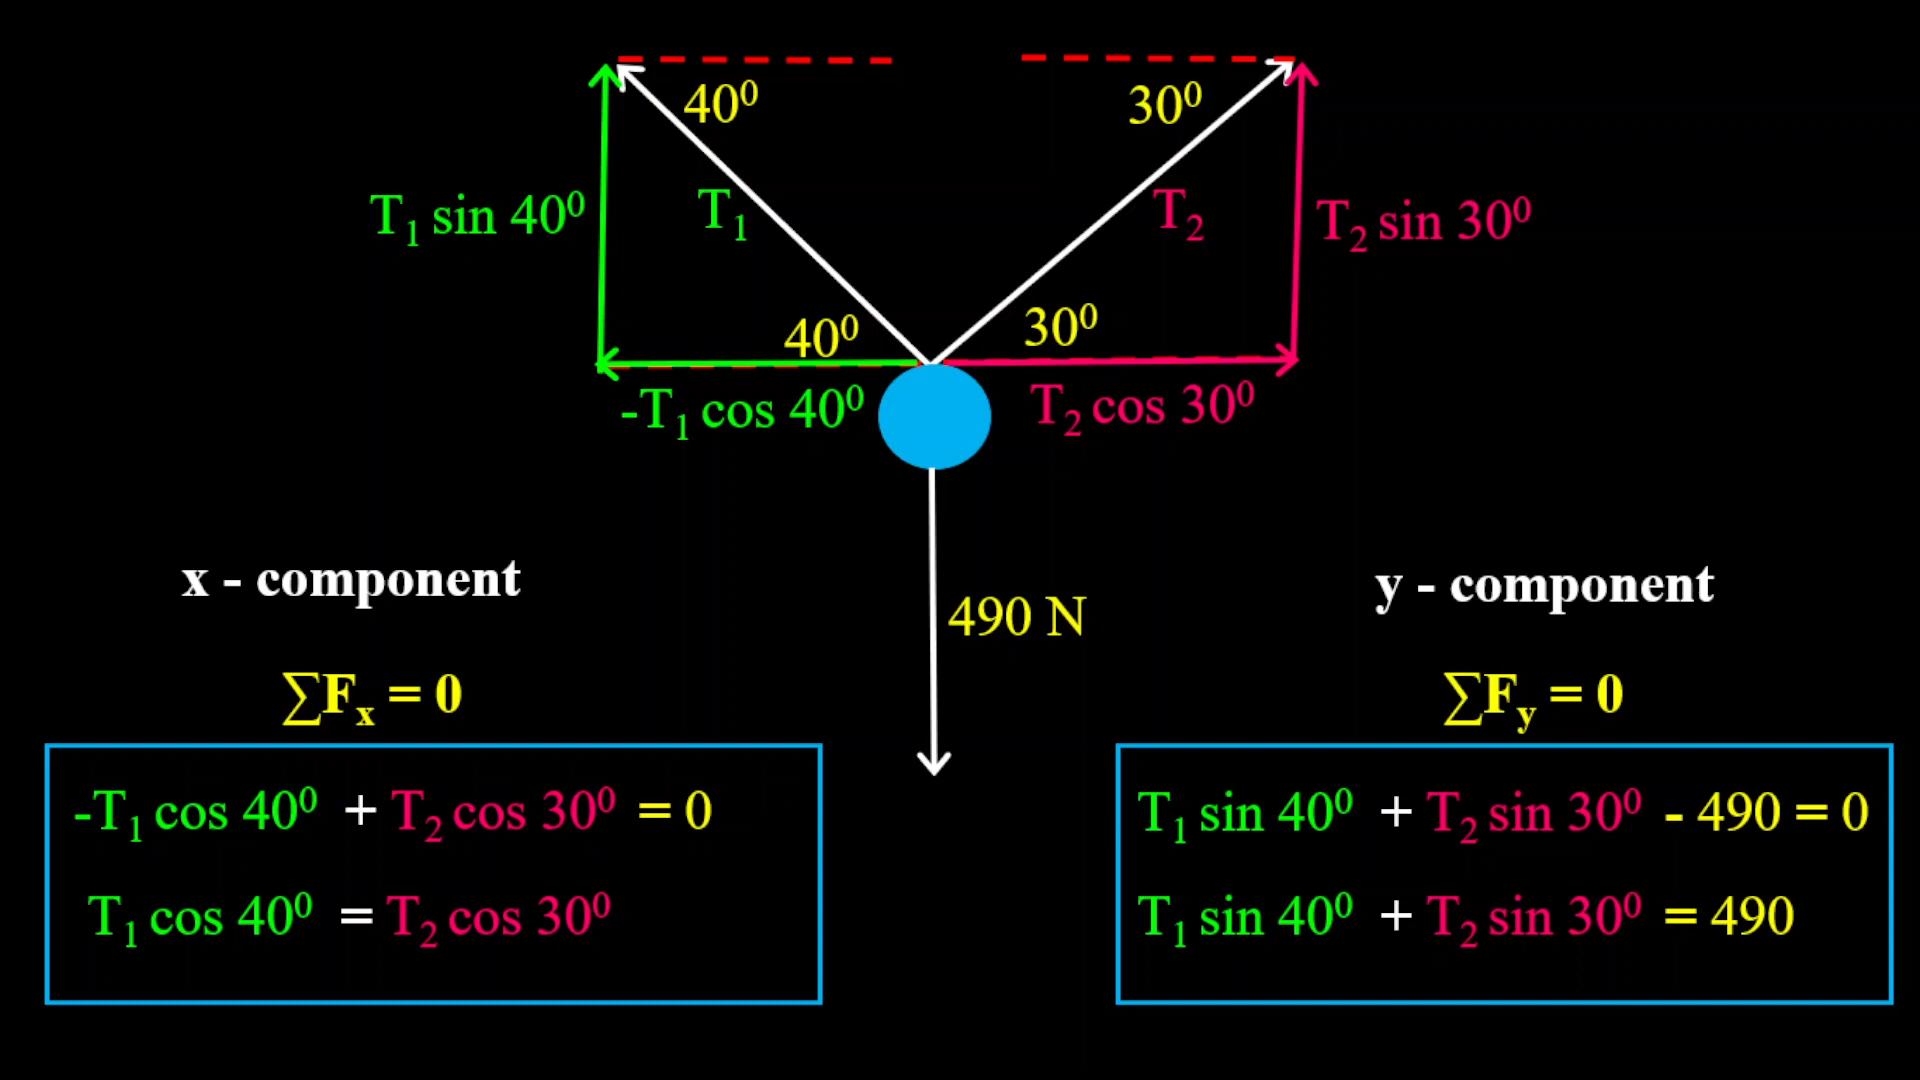 40⁰
30⁰
T₁ sin 40⁰
T₁
T₂
T₂ sin 30⁰
40⁰
30⁰
-T₁ cos 40⁰
T₂ cos 30⁰
x - component
y - component
490 N
∑Fₓ = 0
∑Fy = 0
-T₁ cos 40⁰ + T₂ cos 30⁰ = 0
T₁ cos 40⁰ = T₂ cos 30⁰
T₁ sin 40⁰ + T₂ sin 30⁰ - 490 = 0
T₁ sin 40⁰ + T₂ sin 30⁰ = 490